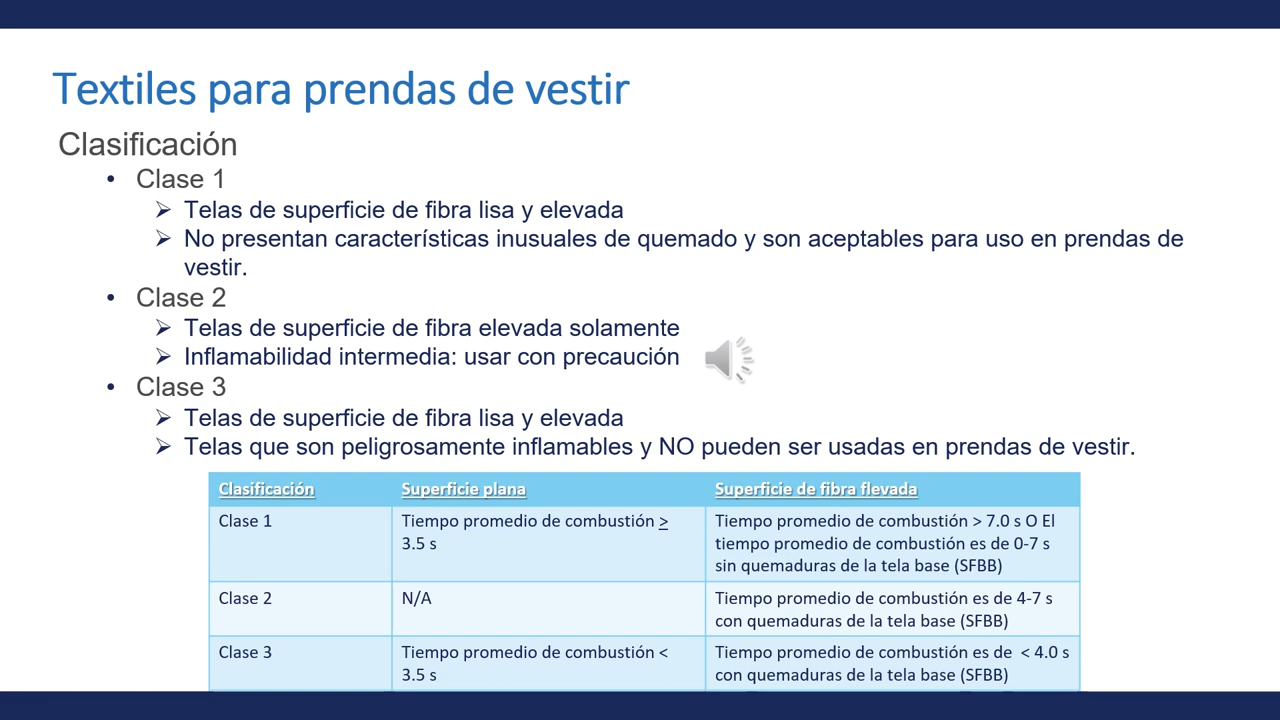 Textiles para prendas de vestir
Clasificación
• Clase 1
➢ Telas de superficie de fibra lisa y elevada
➢ No presentan características inusuales de quemado y son aceptables para uso en prendas de
vestir.
• Clase 2
➢ Telas de superficie de fibra elevada solamente
➢ Inflamabilidad intermedia: usar con precaución
• Clase 3
➢ Telas de superficie de fibra lisa y elevada
➢ Telas que son peligrosamente inflamables y NO pueden ser usadas en prendas de vestir.
Clasificación Superficie plana Superficie de fibra flevada
Clase 1 Tiempo promedio de combustión ≥ Tiempo promedio de combustión > 7.0 s O El
3.5 s tiempo promedio de combustión es de 0-7 s
sin quemaduras de la tela base (SFBB)
Clase 2 N/A Tiempo promedio de combustión es de 4-7 s
con quemaduras de la tela base (SFBB)
Clase 3 Tiempo promedio de combustión < Tiempo promedio de combustión es de < 4.0 s
3.5 s con quemaduras de la tela base (SFBB)